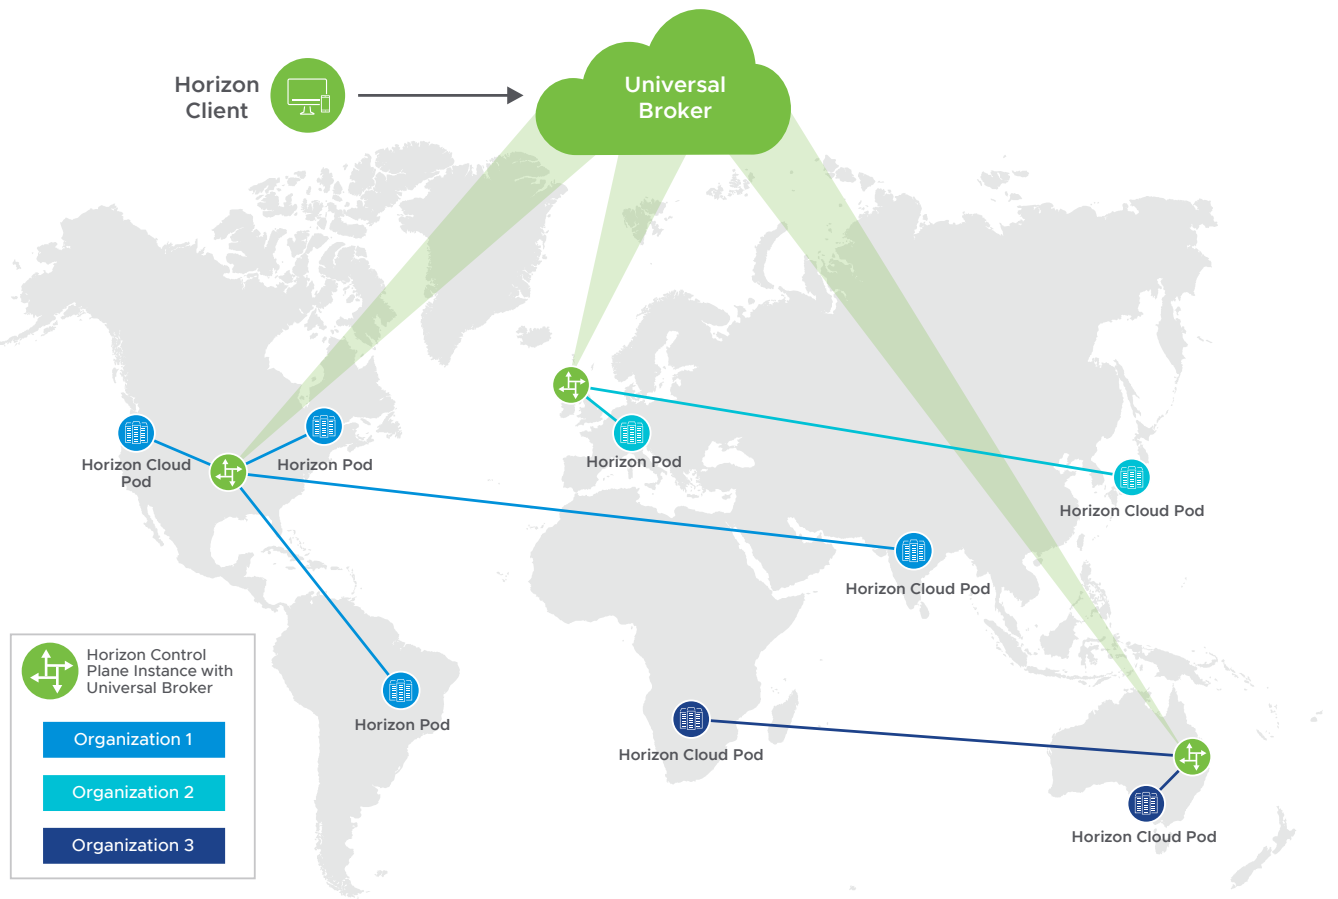 Horizon
Client
Universal
Broker
Horizon Cloud
Pod
Horizon Pod
Horizon Pod
Horizon Cloud Pod
Horizon Cloud Pod
Horizon Pod
Horizon Cloud Pod
Horizon Cloud Pod
Horizon Control
Plane Instance with
Universal Broker
Organization 1
Organization 2
Organization 3